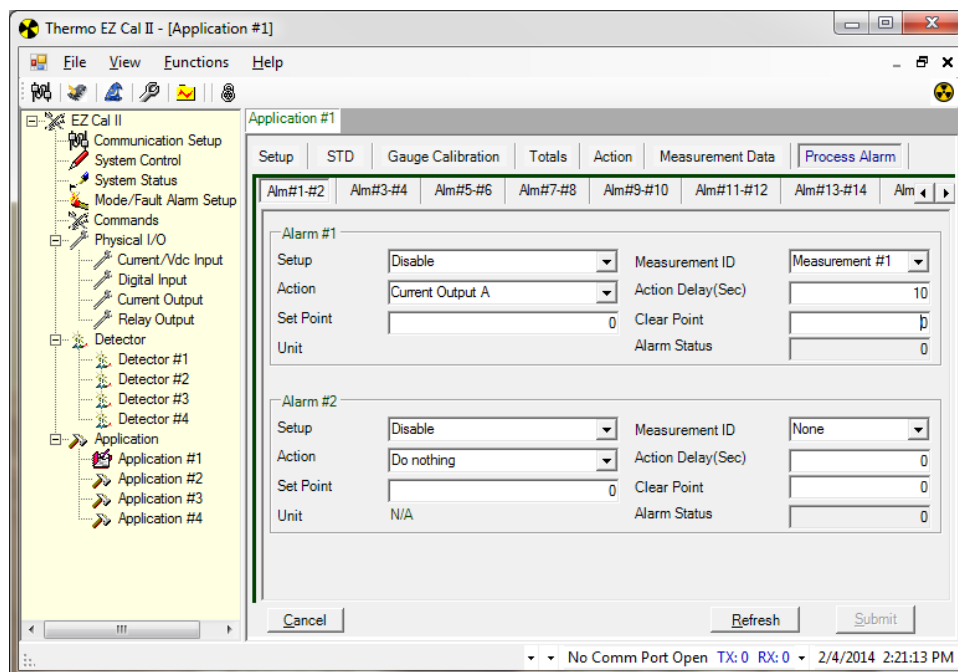 Thermo EZ Cal II - [Application #1]
File View Functions Help
EZ Cal II
Communication Setup
System Control
System Status
Mode/Fault Alarm Setup
Commands
Physical I/O
Current/Vdc Input
Digital Input
Current Output
Relay Output
Detector
Detector #1
Detector #2
Detector #3
Detector #4
Application
Application #1
Application #2
Application #3
Application #4
Application #1
Setup STD Gauge Calibration Totals Action Measurement Data Process Alarm
Alm#1-#2 Alm#3-#4 Alm#5-#6 Alm#7-#8 Alm#9-#10 Alm#11-#12 Alm#13-#14 Alm
Alarm #1
Setup Disable Measurement ID Measurement #1
Action Current Output A Action Delay(Sec) 10
Set Point 0 Clear Point 0
Unit Alarm Status 0
Alarm #2
Setup Disable Measurement ID None
Action Do nothing Action Delay(Sec) 0
Set Point 0 Clear Point 0
Unit N/A Alarm Status 0
Cancel Refresh Submit
No Comm Port Open TX: 0 RX: 0 2/4/2014 2:21:13 PM